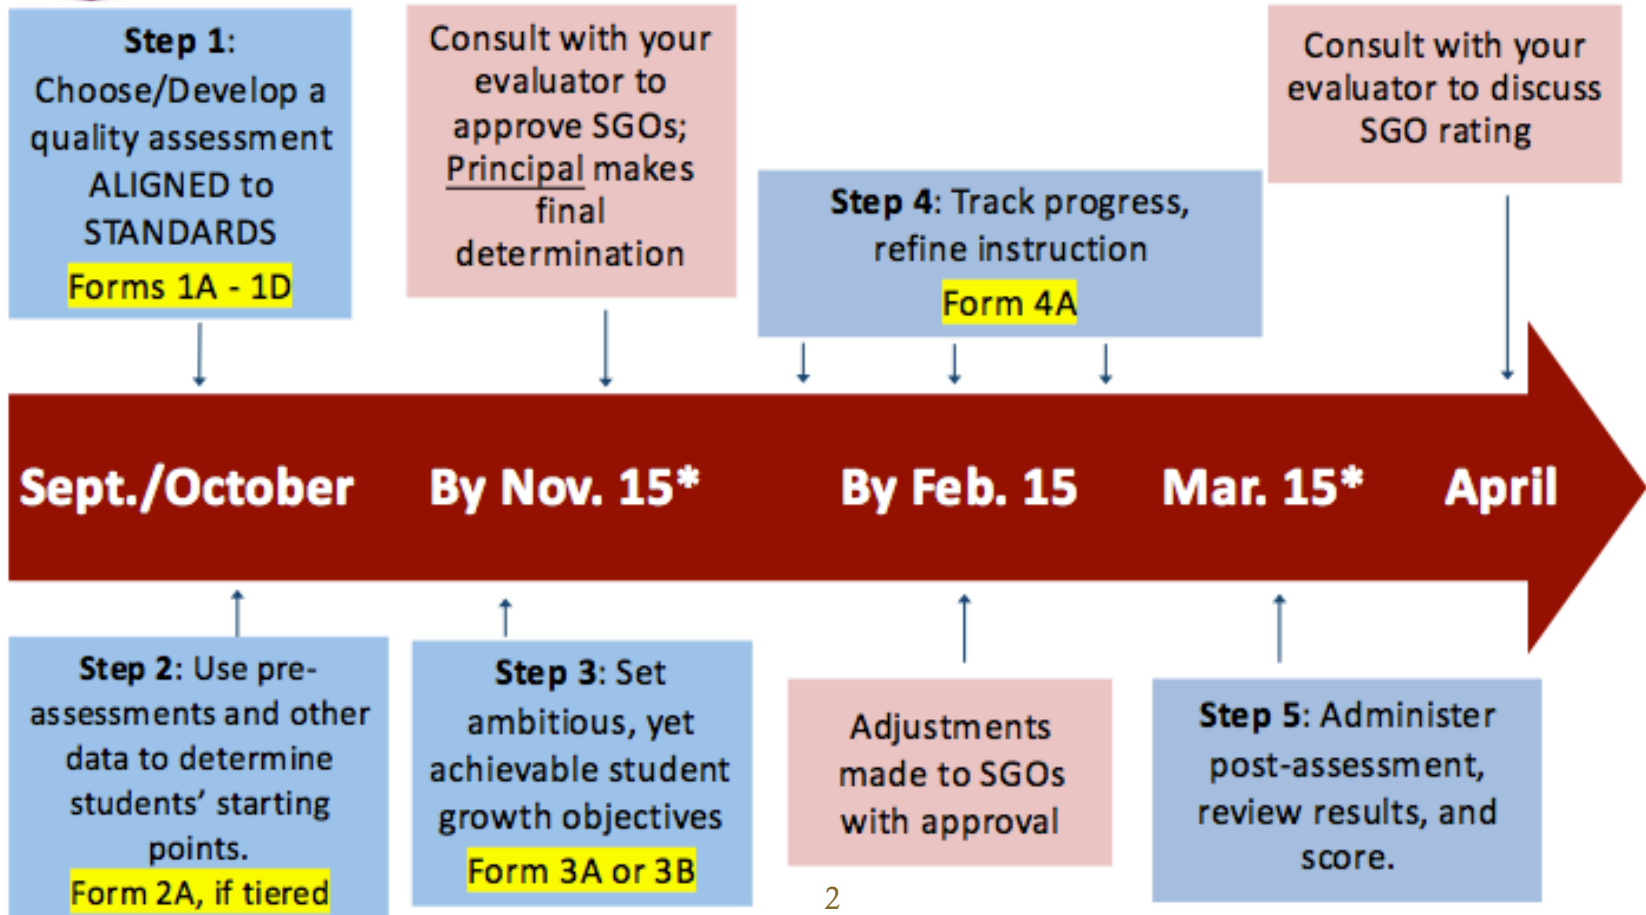 Step 1:
Choose/Develop a
quality assessment
ALIGNED to
STANDARDS
Forms 1A - 1D
Consult with your
evaluator to
approve SGOs;
Principal makes
final
determination
Step 4: Track progress,
refine instruction
Form 4A
Consult with your
evaluator to discuss
SGO rating
Sept./October
By Nov. 15*
By Feb. 15
Mar. 15*
April
Step 2: Use pre-
assessments and other
data to determine
students’ starting
points.
Form 2A, if tiered
Step 3: Set
ambitious, yet
achievable student
growth objectives
Form 3A or 3B
Adjustments
made to SGOs
with approval
Step 5: Administer
post-assessment,
review results, and
score.
2